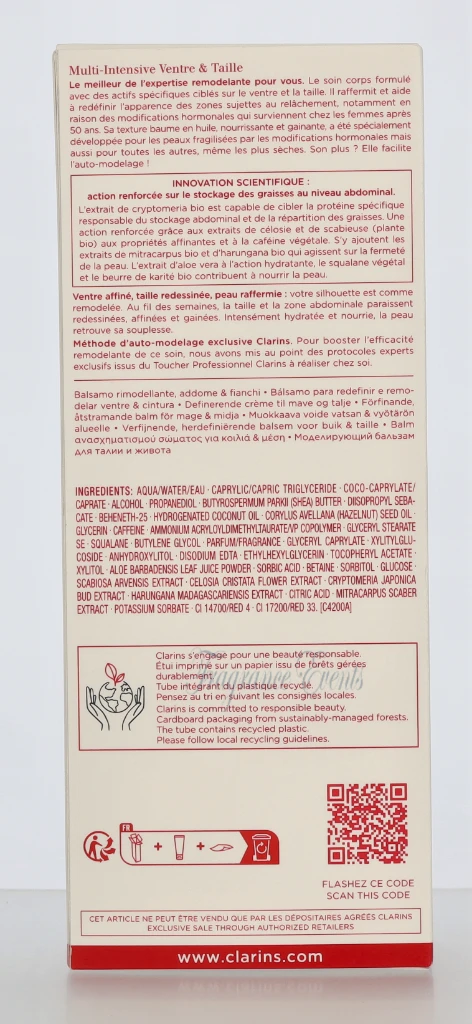 Multi-Intensive Ventre & Taille
Le meilleur de l'expertise remodelante pour vous. Le soin corps formulé
avec des actifs spécifiques ciblés sur le ventre et la taille. Il raffermit et aide
à redéfinir l'apparence des zones sujettes au relâchement, notamment en
raison des modifications hormonales qui surviennent chez les femmes après
50 ans. Sa texture baume en huile, nourrissante et gainante, a été spécialement
développée pour les peaux fragilisées par les modifications hormonales mais
aussi pour toutes les autres, même les plus sèches. Son plus ? Elle facilite
l'auto-modelage !
INNOVATION SCIENTIFIQUE :
action renforcée sur le stockage des graisses au niveau abdominal.
L'extrait de cryptomeria bio est capable de cibler la protéine spécifique
responsable du stockage abdominal et de la répartition des graisses. Une
action renforcée grâce aux extraits de célosie et de scabieuse (plante
bio) aux propriétés affinantes et à la caféine végétale. S'y ajoutent les
extraits de mitracarpus bio et d'harungana bio qui agissent sur la fermeté
de la peau. L'extrait d'aloe vera à l'action hydratante, le squalane végétal
et le beurre de karité bio contribuent à nourrir la peau.
Ventre affiné, taille redessinée, peau raffermie : votre silhouette est comme
remodelée. Au fil des semaines, la taille et la zone abdominale paraissent
redessinées, affinées et gainées. Intensément hydratée et nourrie, la peau
retrouve sa souplesse.
Méthode d'auto-modelage exclusive Clarins. Pour booster l'efficacité
remodelante de ce soin, nous avons mis au point des protocoles experts
exclusifs issus du Toucher Professionnel Clarins à réaliser chez soi.
Balsamo rimodellante, addome & fianchi • Bálsamo para redefinir e remo-
delar ventre & cintura • Definerende crème til mave og talje • Förfinande,
åtstramande balm för mage & midja • Muokkaava voide vatsan & vyötärön
alueelle • Verfijnende, herdefiniërende balsem voor buik & taille • Balm
ανασχηματισμού σώματος για κοιλιά & μέση • Моделирующий бальзам
для талии и живота
INGREDIENTS: AQUA/WATER/EAU · CAPRYLIC/CAPRIC TRIGLYCERIDE · COCO-CAPRYLATE/
CAPRATE · ALCOHOL · PROPANEDIOL · BUTYROSPERMUM PARKII (SHEA) BUTTER · DIISOPROPYL SEBA-
CATE · BEHENETH-25 · HYDROGENATED COCONUT OIL · CORYLUS AVELLANA (HAZELNUT) SEED OIL ·
GLYCERIN · CAFFEINE · AMMONIUM ACRYLOYLDIMETHYLTAURATE/VP COPOLYMER · GLYCERYL STEARATE
SE · SQUALANE · BUTYLENE GLYCOL · PARFUM/FRAGRANCE · GLYCERYL CAPRYLATE · XYLITYLGLU-
COSIDE · ANHYDROXYLITOL · DISODIUM EDTA · ETHYLHEXYLGLYCERIN · TOCOPHERYL ACETATE ·
XYLITOL · ALOE BARBADENSIS LEAF JUICE POWDER · SORBIC ACID · BETAINE · SORBITOL · GLUCOSE ·
SCABIOSA ARVENSIS EXTRACT · CELOSIA CRISTATA FLOWER EXTRACT · CRYPTOMERIA JAPONICA
BUD EXTRACT · HARUNGANA MADAGASCARIENSIS EXTRACT · CITRIC ACID · MITRACARPUS SCABER
EXTRACT · POTASSIUM SORBATE · CI 14700/RED 4 · CI 17200/RED 33. [C4200A]
Clarins s'engage pour une beauté responsable.
Étui imprimé sur un papier issu de forêts gérées
durablement.
Fragrance Events
Tube intégrant du plastique recyclé.
Pensez au tri en suivant les consignes locales.
Clarins is committed to responsible beauty.
Cardboard packaging from sustainably-managed forests.
The tube contains recycled plastic.
Please follow local recycling guidelines.
FR
FLASHEZ CE CODE
SCAN THIS CODE
CET ARTICLE NE PEUT ÊTRE VENDU QUE PAR LES DÉPOSITAIRES AGRÉÉS CLARINS
EXCLUSIVE SALE THROUGH AUTHORIZED RETAILERS
www.clarins.com